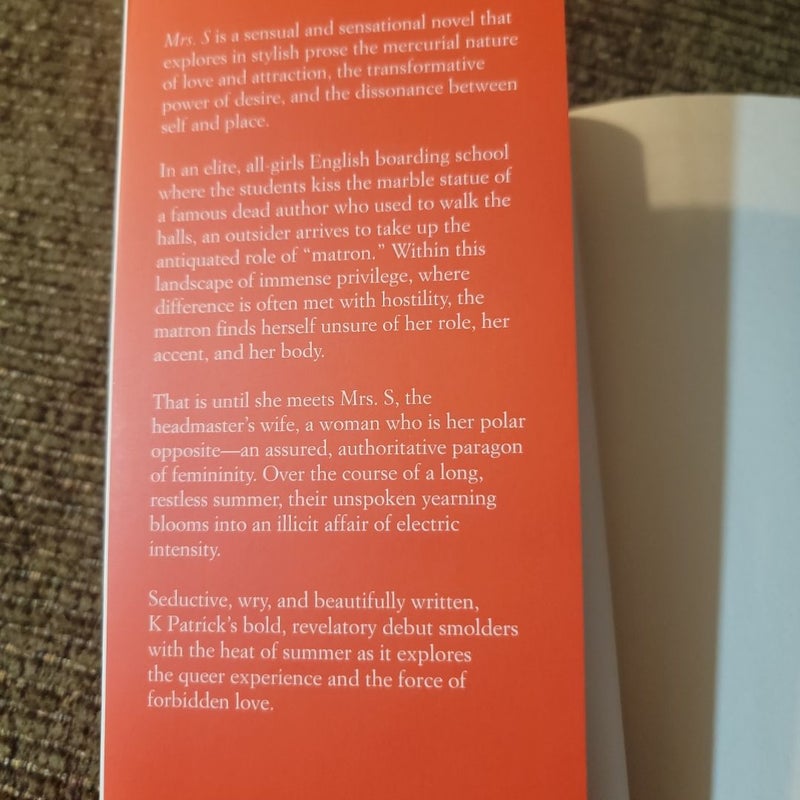 Mrs. S is a sensual and sensational novel that
explores in stylish prose the mercurial nature
of love and attraction, the transformative
power of desire, and the dissonance between
self and place.
In an elite, all-girls English boarding school
where the students kiss the marble statue of
a famous dead author who used to walk the
halls, an outsider arrives to take up the
antiquated role of “matron.” Within this
landscape of immense privilege, where
difference is often met with hostility, the
matron finds herself unsure of her role, her
accent, and her body.
That is until she meets Mrs. S, the
headmaster’s wife, a woman who is her polar
opposite—an assured, authoritative paragon
of femininity. Over the course of a long,
restless summer, their unspoken yearning
blooms into an illicit affair of electric
intensity.
Seductive, wry, and beautifully written,
K Patrick’s bold, revelatory debut smolders
with the heat of summer as it explores
the queer experience and the force of
forbidden love.